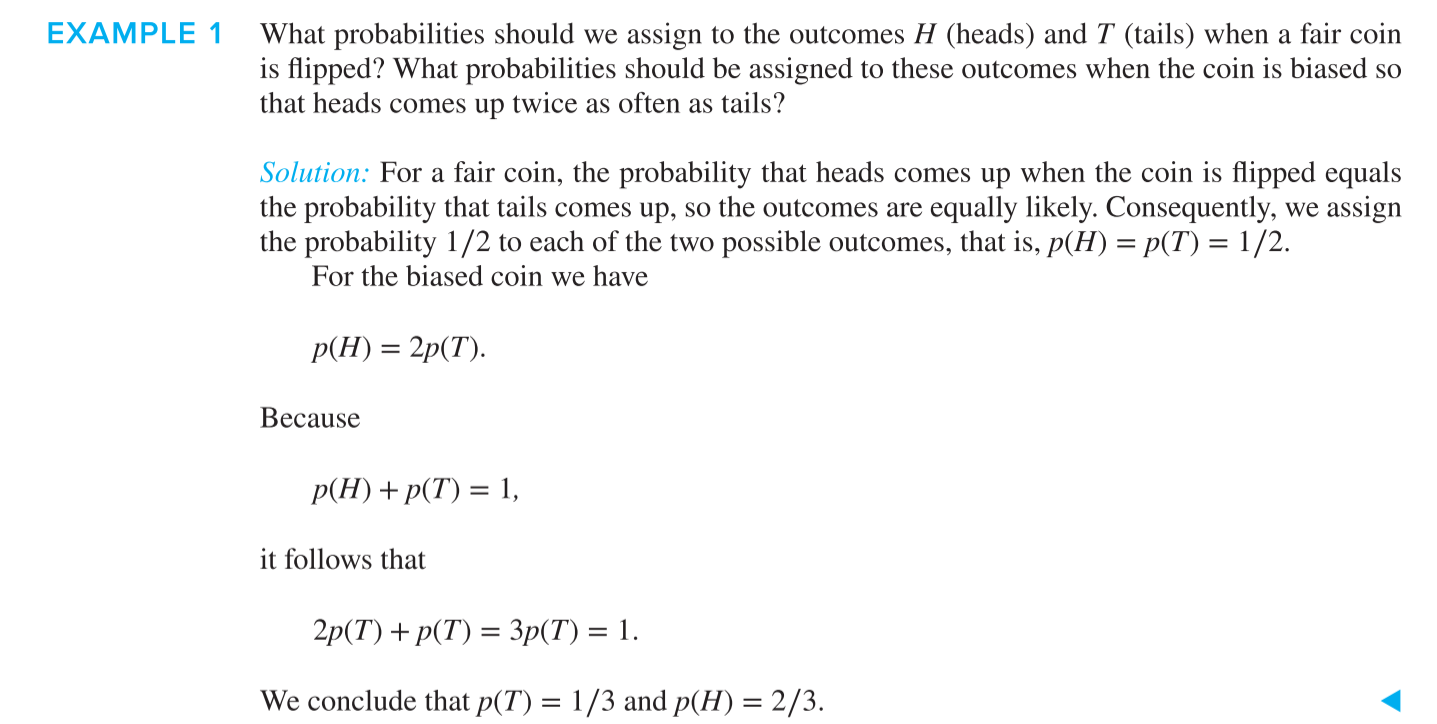 EXAMPLE 1 What probabilities should we assign to the outcomes H (heads) and T (tails) when a fair coin
is flipped? What probabilities should be assigned to these outcomes when the coin is biased so
that heads comes up twice as often as tails?
Solution: For a fair coin, the probability that heads comes up when the coin is flipped equals
the probability that tails comes up, so the outcomes are equally likely. Consequently, we assign
the probability 1/2 to each of the two possible outcomes, that is, p(H) = p(T) = 1/2.
For the biased coin we have
p(H) = 2p(T).
Because
p(H) + p(T) = 1,
it follows that
2p(T) + p(T) = 3p(T) = 1.
We conclude that p(T) = 1/3 and p(H) = 2/3.